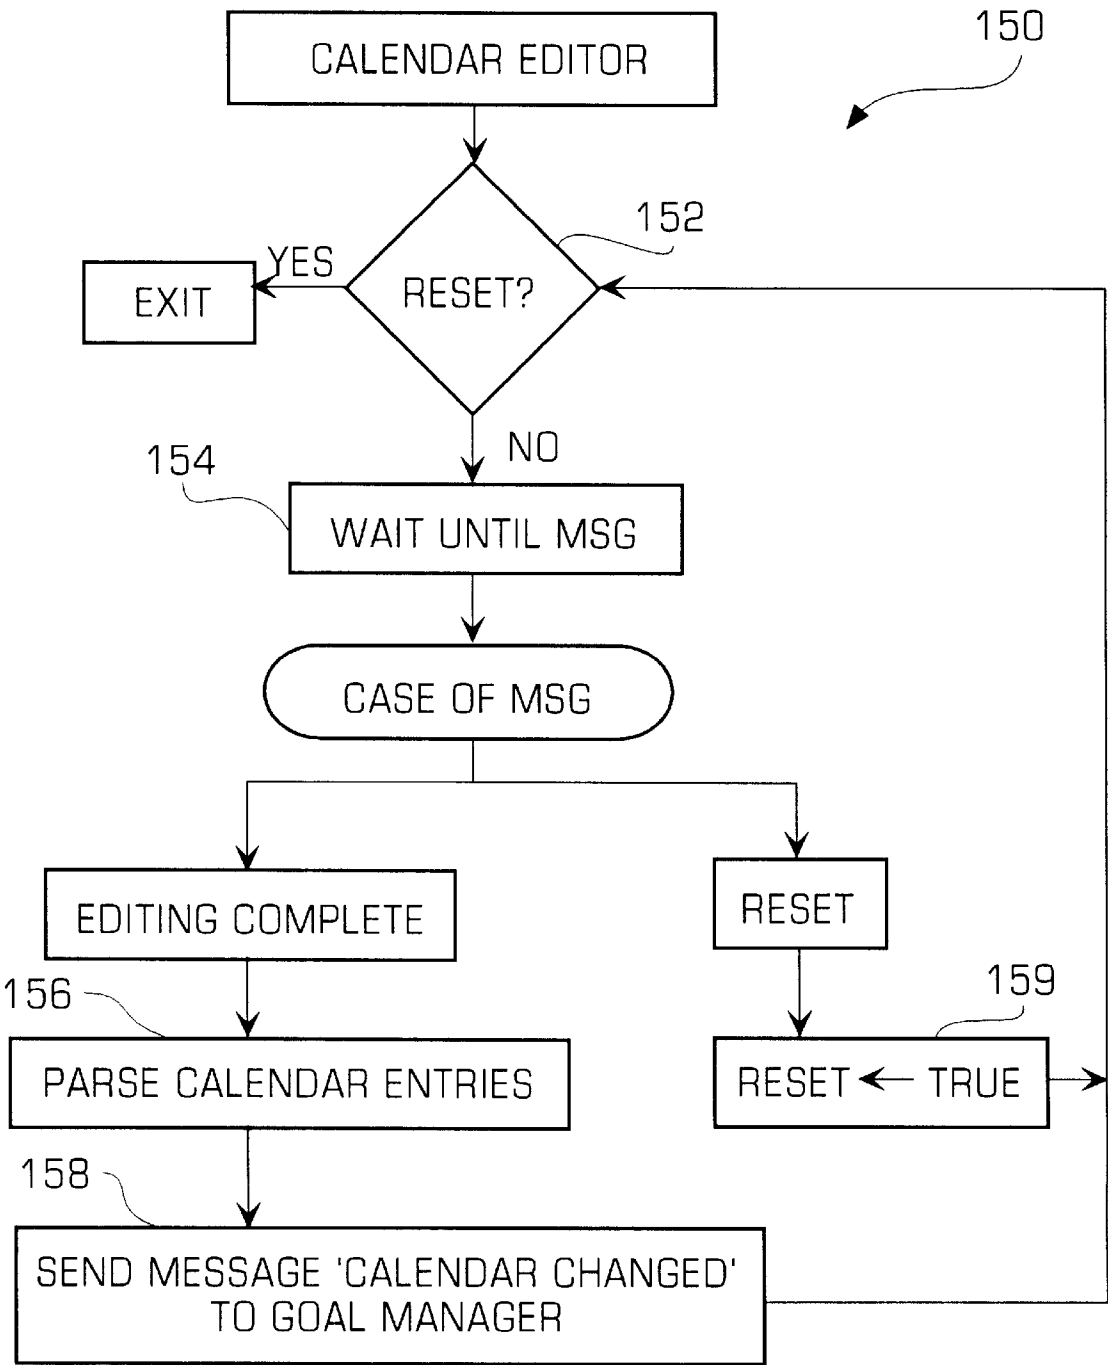 CALENDAR EDITOR
150
152
YES
RESET?
EXIT
NO
154
WAIT UNTIL MSG
CASE OF MSG
EDITING COMPLETE
RESET
156
159
PARSE CALENDAR ENTRIES
RESET ← TRUE
158
SEND MESSAGE 'CALENDAR CHANGED'
TO GOAL MANAGER